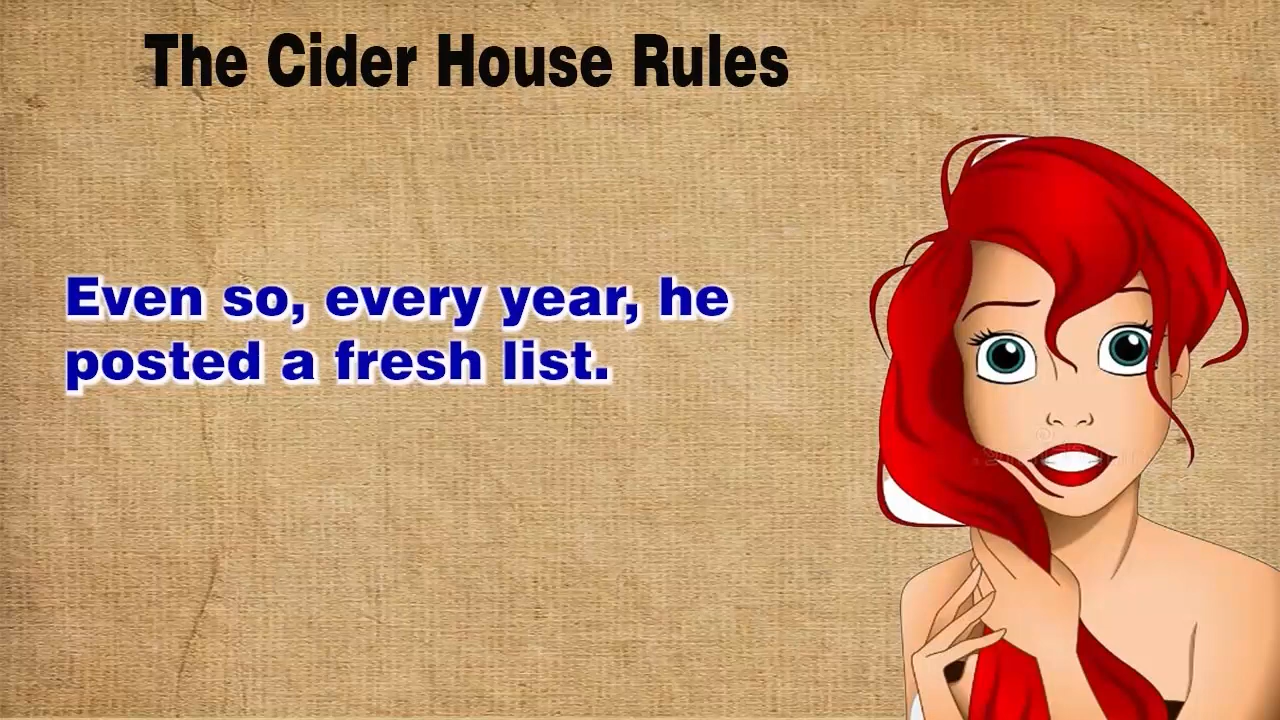 The Cider House Rules
Even so, every year, he
posted a fresh list.